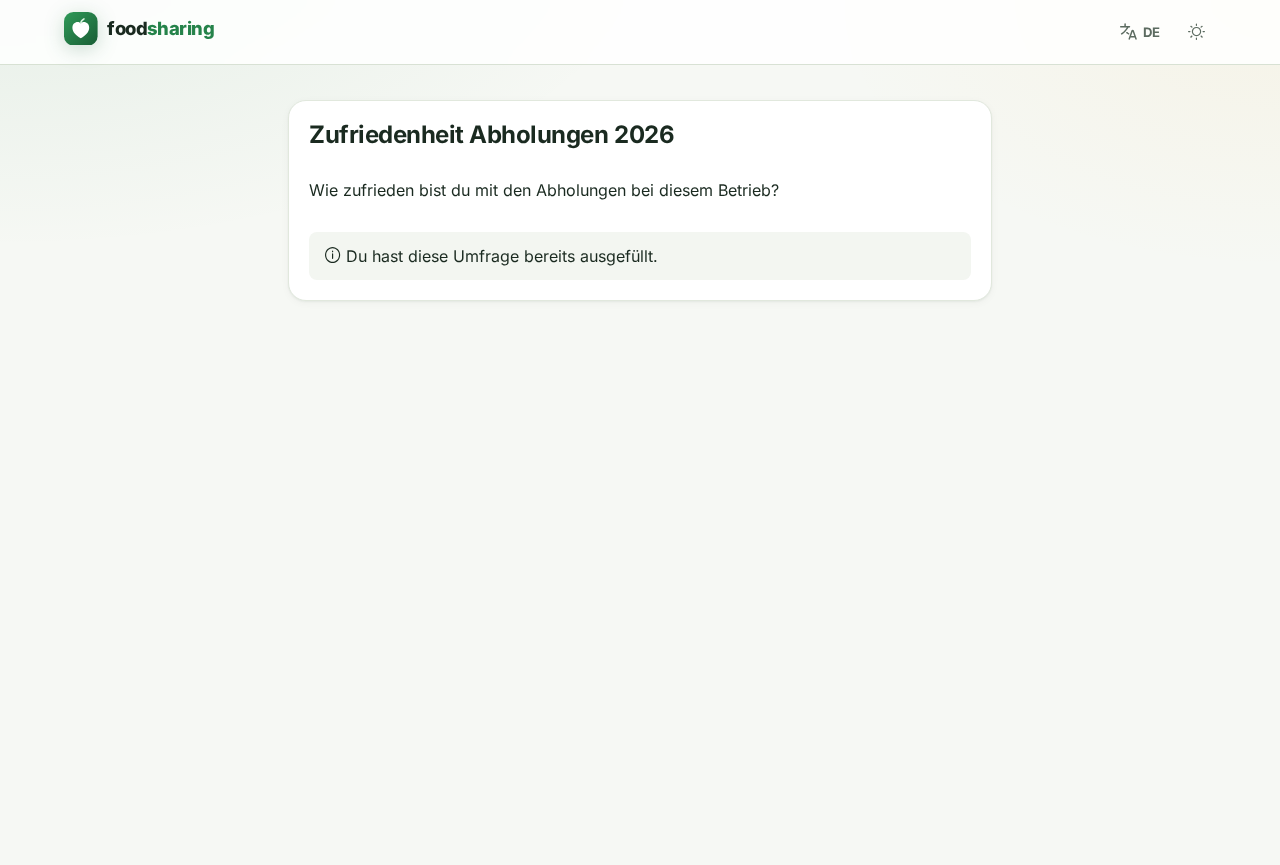 foodsharing
DE
Zufriedenheit Abholungen 2026
Wie zufrieden bist du mit den Abholungen bei diesem Betrieb?
Du hast diese Umfrage bereits ausgefüllt.